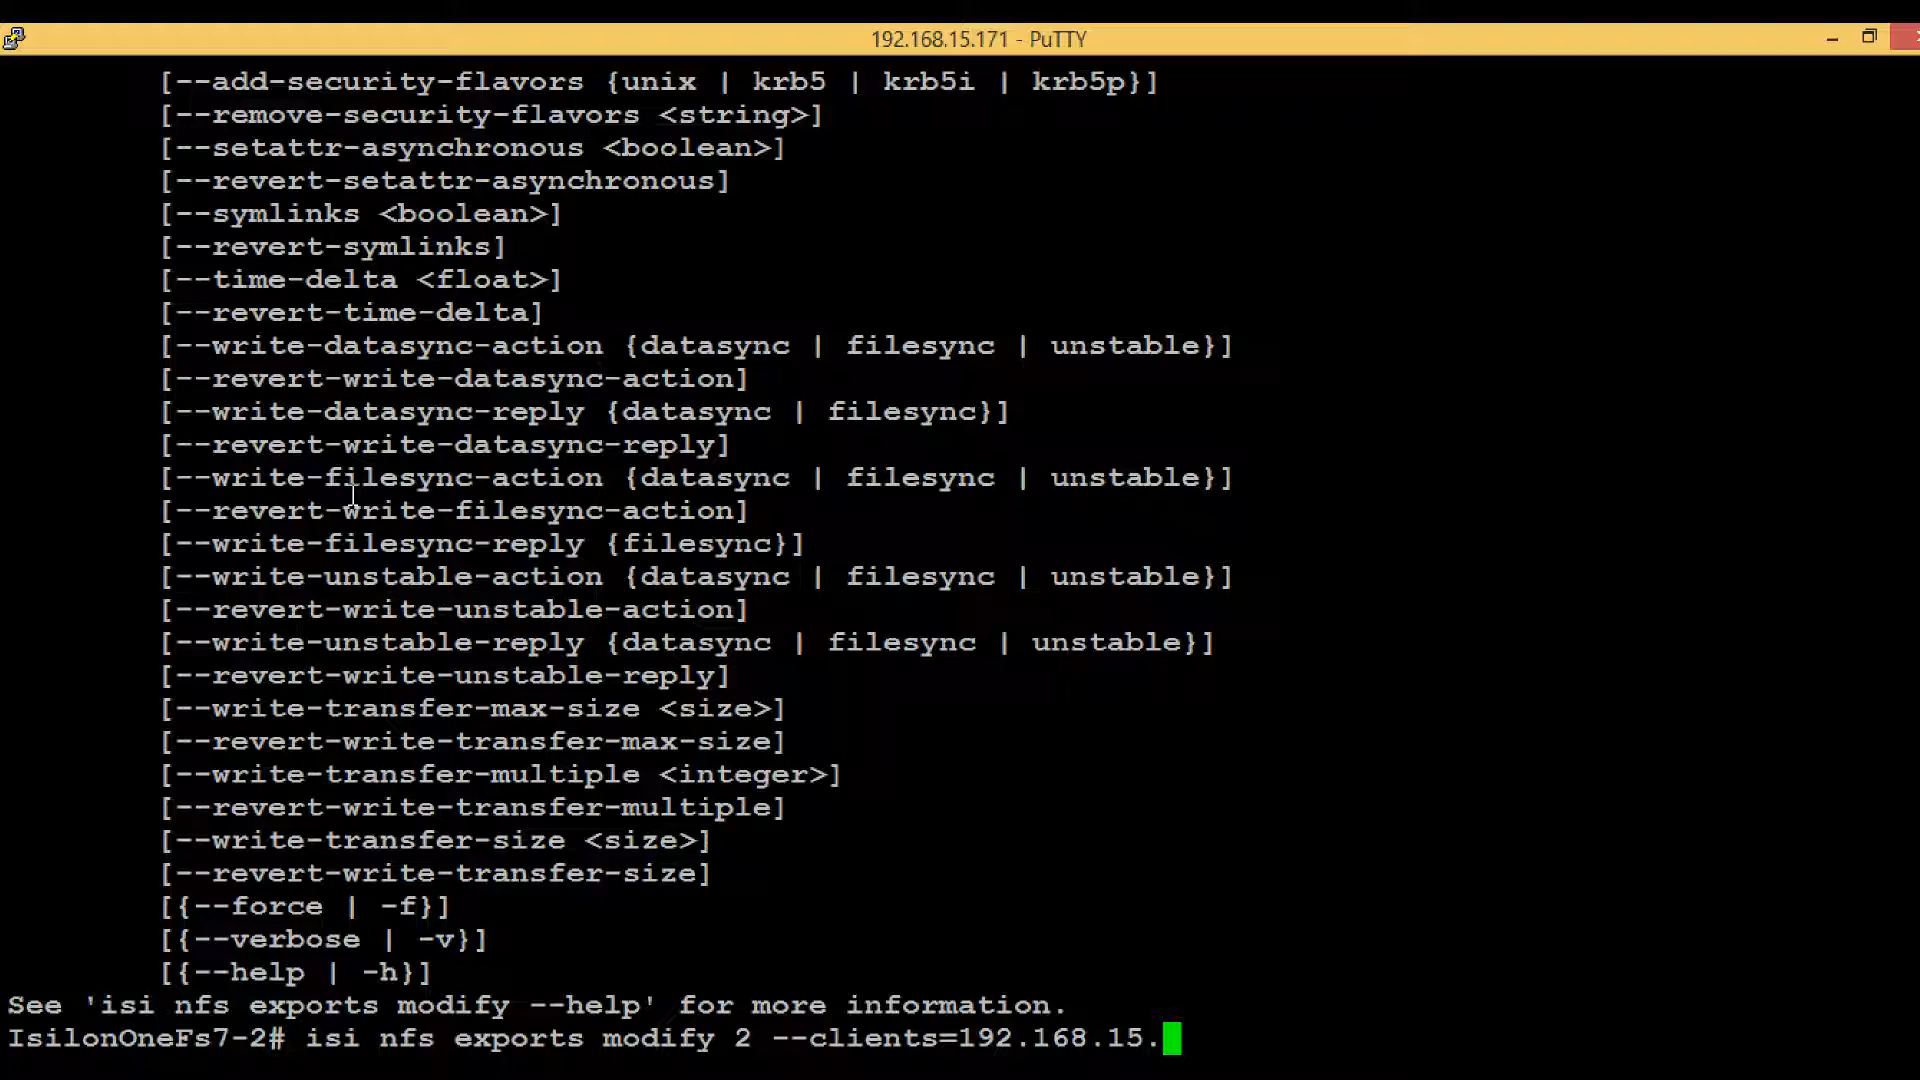 192.168.15.171 - PuTTY
[--add-security-flavors {unix | krb5 | krb5i | krb5p}]
[--remove-security-flavors <string>]
[--setattr-asynchronous <boolean>]
[--revert-setattr-asynchronous]
[--symlinks <boolean>]
[--revert-symlinks]
[--time-delta <float>]
[--revert-time-delta]
[--write-datasync-action {datasync | filesync | unstable}]
[--revert-write-datasync-action]
[--write-datasync-reply {datasync | filesync}]
[--revert-write-datasync-reply]
[--write-filesync-action {datasync | filesync | unstable}]
[--revert-write-filesync-action]
[--write-filesync-reply {filesync}]
[--write-unstable-action {datasync | filesync | unstable}]
[--revert-write-unstable-action]
[--write-unstable-reply {datasync | filesync | unstable}]
[--revert-write-unstable-reply]
[--write-transfer-max-size <size>]
[--revert-write-transfer-max-size]
[--write-transfer-multiple <integer>]
[--revert-write-transfer-multiple]
[--write-transfer-size <size>]
[--revert-write-transfer-size]
[{--force | -f}]
[{--verbose | -v}]
[{--help | -h}]
See 'isi nfs exports modify --help' for more information.
IsilonOneFs7-2# isi nfs exports modify 2 --clients=192.168.15.